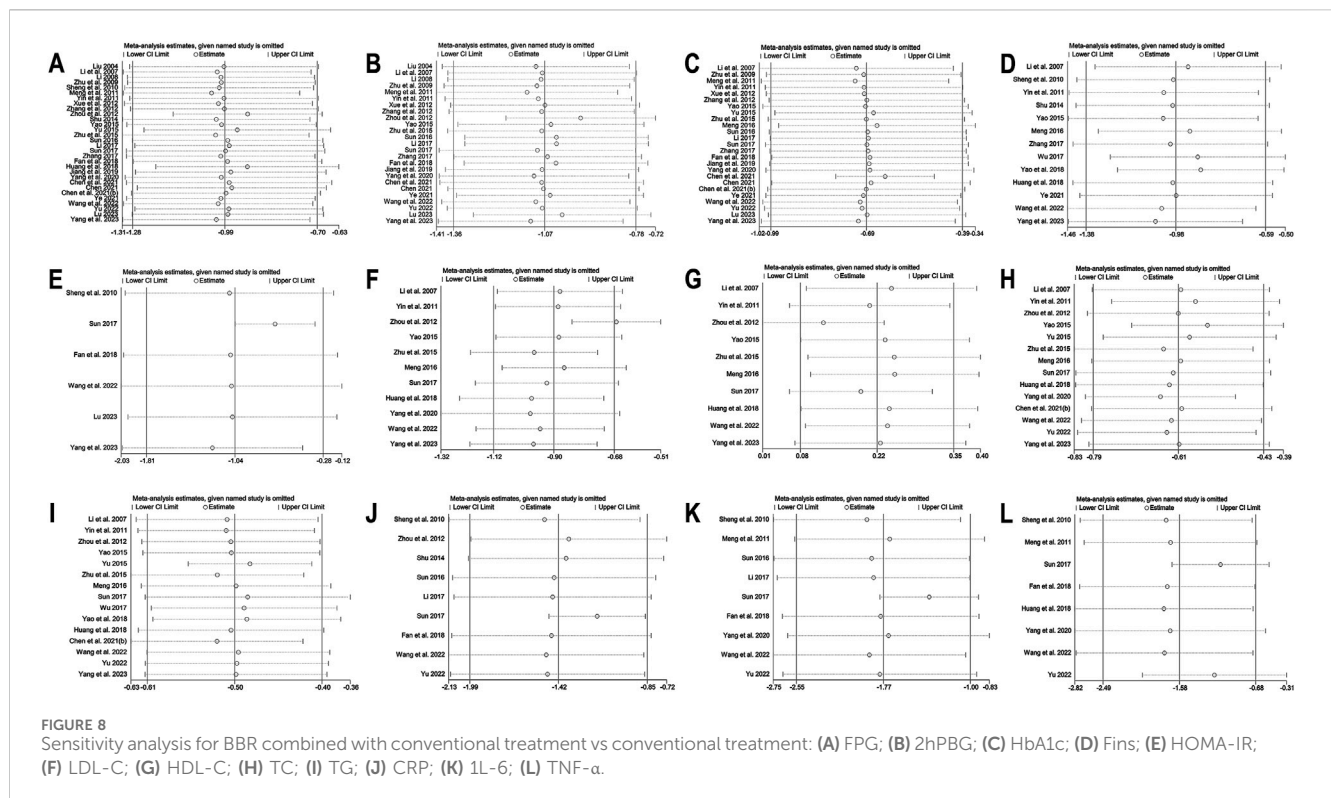 A
Meta-analysis estimates, given named study is omitted
Lower CI Limit Estimate Upper CI Limit
Liu 2004
Li et al. 2007
Li 2008
Zhu et al. 2009
Sheng et al. 2010
Meng et al. 2011
Yin et al. 2011
Xue et al. 2012
Zhang et al. 2012
Zhou et al. 2012
Shu 2014
Yao 2015
Yu 2015
Zhu et al. 2015
Sun 2016
Li 2017
Sun 2017
Zhang 2017
Fan et al. 2018
Huang et al. 2018
Jiang et al. 2019
Yang et al. 2020
Chen et al. 2021
Chen 2021
Chen et al. 2021(b)
Ye 2021
Wang et al. 2022
Yu 2022
Lu 2023
Yang et al. 2023
-1.31 -1.28 -0.99 -0.70 -0.63
B
Meta-analysis estimates, given named study is omitted
Lower CI Limit Estimate Upper CI Limit
Liu 2004
Li et al. 2007
Li 2008
Zhu et al. 2009
Meng et al. 2011
Yin et al. 2011
Xue et al. 2012
Zhang et al. 2012
Zhou et al. 2012
Yao 2015
Zhu et al. 2015
Sun 2016
Li 2017
Sun 2017
Zhang 2017
Fan et al. 2018
Jiang et al. 2019
Yang et al. 2020
Chen et al. 2021
Chen 2021
Ye 2021
Wang et al. 2022
Yu 2022
Lu 2023
Yang et al. 2023
-1.41 -1.36 -1.07 -0.78 -0.72
C
Meta-analysis estimates, given named study is omitted
Lower CI Limit Estimate Upper CI Limit
Li et al. 2007
Zhu et al. 2009
Meng et al. 2011
Yin et al. 2011
Xue et al. 2012
Zhang et al. 2012
Yao 2015
Yu 2015
Zhu et al. 2015
Meng 2016
Sun 2016
Li 2017
Sun 2017
Zhang 2017
Fan et al. 2018
Jiang et al. 2019
Yang et al. 2020
Chen et al. 2021
Chen 2021
Chen et al. 2021(b)
Ye 2021
Wang et al. 2022
Yu 2022
Lu 2023
Yang et al. 2023
-1.02 -0.99 -0.69 -0.39 -0.34
D
Meta-analysis estimates, given named study is omitted
Lower CI Limit Estimate Upper CI Limit
Li et al. 2007
Sheng et al. 2010
Yin et al. 2011
Shu 2014
Yao 2015
Meng 2016
Zhang 2017
Wu 2017
Yao et al. 2018
Huang et al. 2018
Ye 2021
Wang et al. 2022
Yang et al. 2023
-1.46 -1.38 -0.98 -0.59 -0.50
E
Meta-analysis estimates, given named study is omitted
Lower CI Limit Estimate Upper CI Limit
Sheng et al. 2010
Sun 2017
Fan et al. 2018
Wang et al. 2022
Lu 2023
Yang et al. 2023
-2.03 -1.81 -1.04 -0.28 -0.12
F
Meta-analysis estimates, given named study is omitted
Lower CI Limit Estimate Upper CI Limit
Li et al. 2007
Yin et al. 2011
Zhou et al. 2012
Yao 2015
Zhu et al. 2015
Meng 2016
Sun 2017
Huang et al. 2018
Yang et al. 2020
Wang et al. 2022
Yang et al. 2023
-1.32 -1.12 -0.90 -0.68 -0.51
G
Meta-analysis estimates, given named study is omitted
Lower CI Limit Estimate Upper CI Limit
Li et al. 2007
Yin et al. 2011
Zhou et al. 2012
Yao 2015
Zhu et al. 2015
Meng 2016
Sun 2017
Huang et al. 2018
Wang et al. 2022
Yang et al. 2023
0.01 0.08 0.22 0.35 0.40
H
Meta-analysis estimates, given named study is omitted
Lower CI Limit Estimate Upper CI Limit
Li et al. 2007
Yin et al. 2011
Zhou et al. 2012
Yao 2015
Yu 2015
Zhu et al. 2015
Meng 2016
Sun 2017
Huang et al. 2018
Yang et al. 2020
Chen et al. 2021(b)
Wang et al. 2022
Yu 2022
Yang et al. 2023
-0.83 -0.79 -0.61 -0.43 -0.39
I
Meta-analysis estimates, given named study is omitted
Lower CI Limit Estimate Upper CI Limit
Li et al. 2007
Yin et al. 2011
Zhou et al. 2012
Yao 2015
Yu 2015
Zhu et al. 2015
Meng 2016
Sun 2017
Wu 2017
Yao et al. 2018
Huang et al. 2018
Chen et al. 2021(b)
Wang et al. 2022
Yu 2022
Yang et al. 2023
-0.63 -0.61 -0.50 -0.40 -0.36
J
Meta-analysis estimates, given named study is omitted
Lower CI Limit Estimate Upper CI Limit
Sheng et al. 2010
Zhou et al. 2012
Shu 2014
Sun 2016
Li 2017
Sun 2017
Fan et al. 2018
Wang et al. 2022
Yu 2022
-2.13 -1.99 -1.42 -0.85 -0.72
K
Meta-analysis estimates, given named study is omitted
Lower CI Limit Estimate Upper CI Limit
Sheng et al. 2010
Meng et al. 2011
Sun 2016
Li 2017
Sun 2017
Fan et al. 2018
Yang et al. 2020
Wang et al. 2022
Yu 2022
-2.75 -2.55 -1.77 -1.00 -0.83
L
Meta-analysis estimates, given named study is omitted
Lower CI Limit Estimate Upper CI Limit
Sheng et al. 2010
Meng et al. 2011
Sun 2017
Fan et al. 2018
Huang et al. 2018
Yang et al. 2020
Wang et al. 2022
Yu 2022
-2.82 -2.49 -1.58 -0.68 -0.31
FIGURE 8
Sensitivity analysis for BBR combined with conventional treatment vs conventional treatment: (A) FPG; (B) 2hPBG; (C) HbA1c; (D) Fins; (E) HOMA-IR;
(F) LDL-C; (G) HDL-C; (H) TC; (I) TG; (J) CRP; (K) 1L-6; (L) TNF-α.